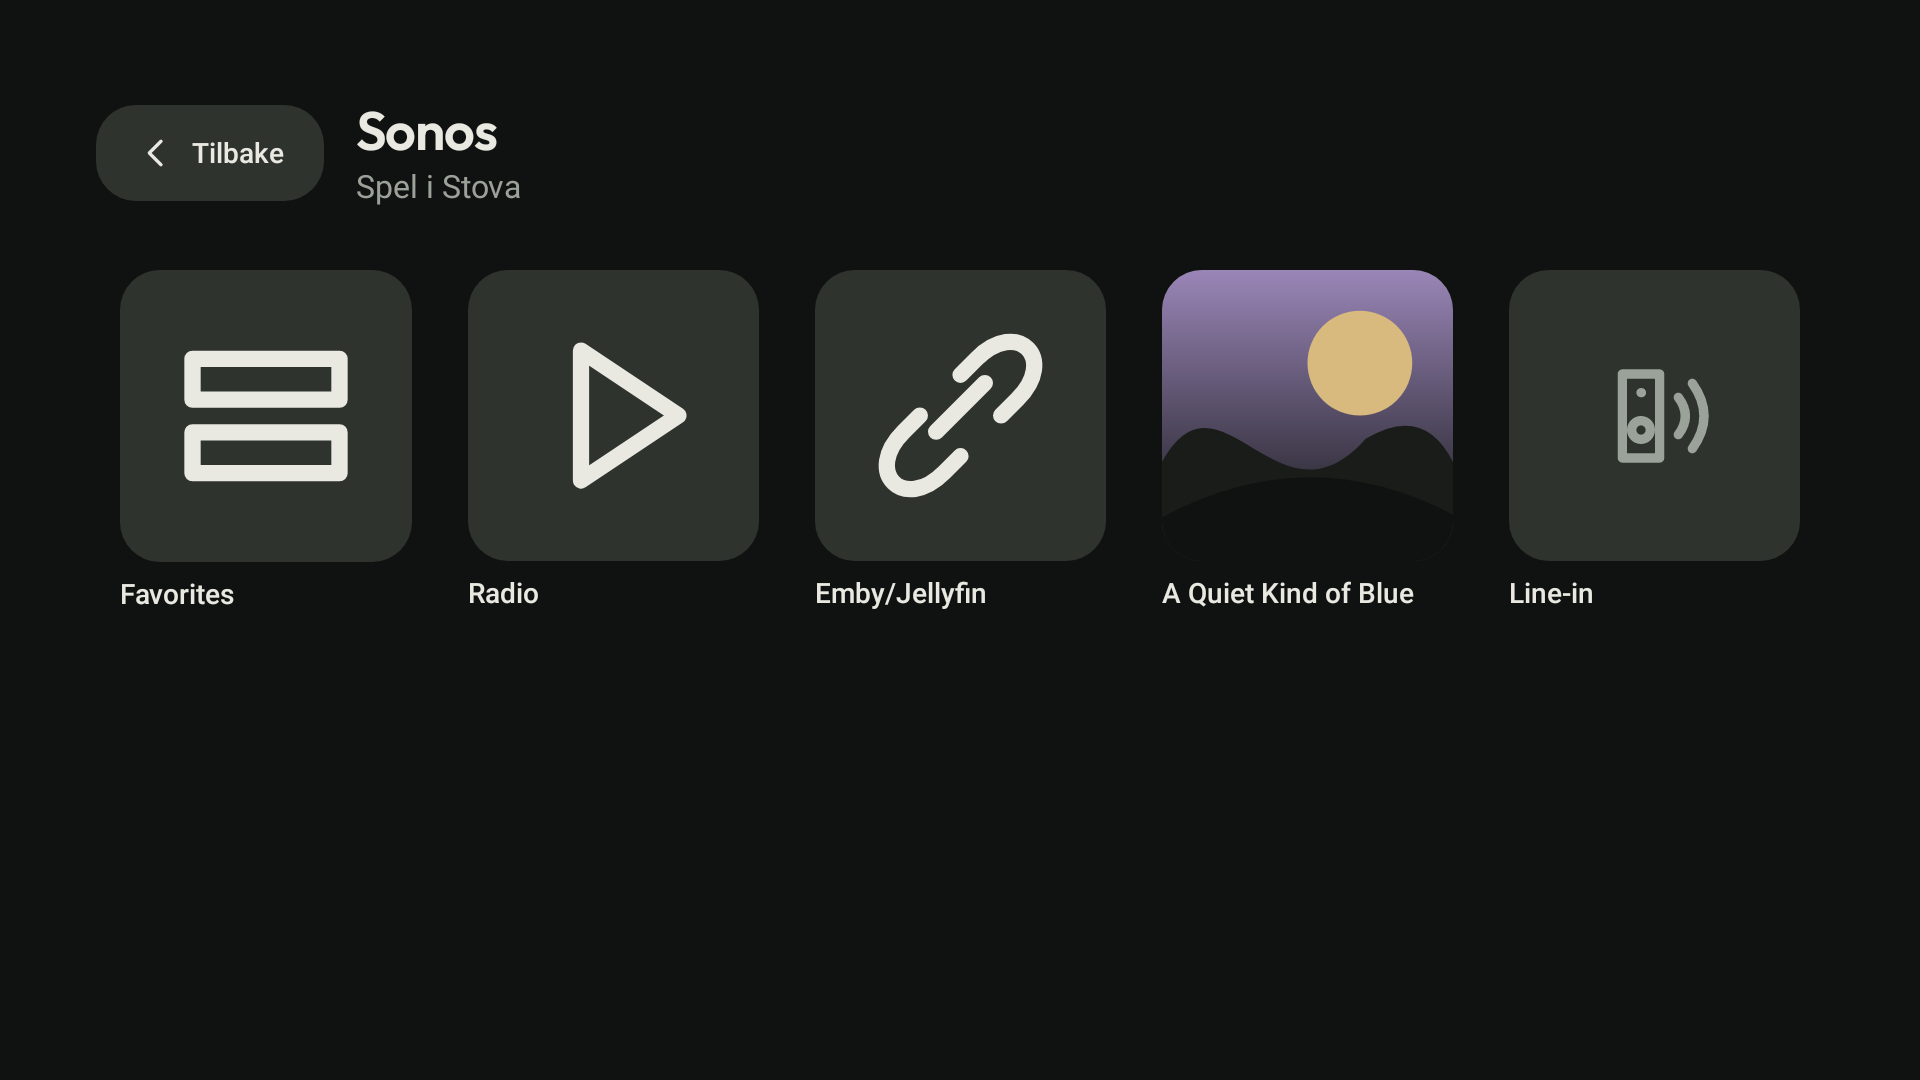 Tilbake
Sonos
Spel i Stova
Favorites
Radio
Emby/Jellyfin
A Quiet Kind of Blue
Line-in